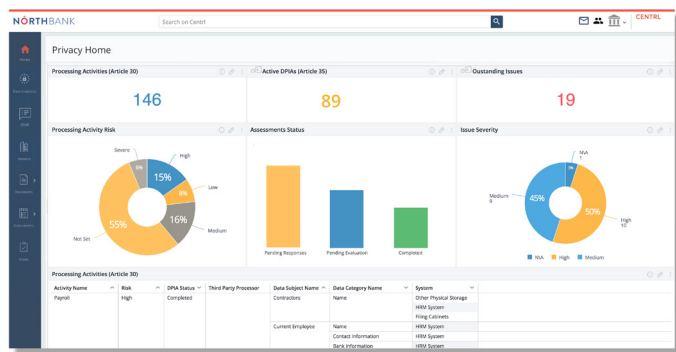 NÓRTHBANK
Search on Centrl
CENTRL
Home
Privacy Home
Processing Activities (Article 30)
Active DPIAs (Article 35)
Oustanding Issues
146
89
19
Processing Activity Risk
Assessments Status
Issue Severity
Severe
6%
High
15%
Low
8%
Medium
16%
Not Set
55%
Pending Responses
Pending Evaluation
Completed
N\A
1
Medium
9
45%
50%
High
10
N\A High Medium
Processing Activities (Article 30)
Activity Name Risk DPIA Status Third Party Processor Data Subject Name Data Category Name System
Payroll High Completed Contractors Name Other Physical Storage
HRM System
Filing Cabinets
Current Employee Name HRM System
Contact Information HRM System
Bank Information HRM System